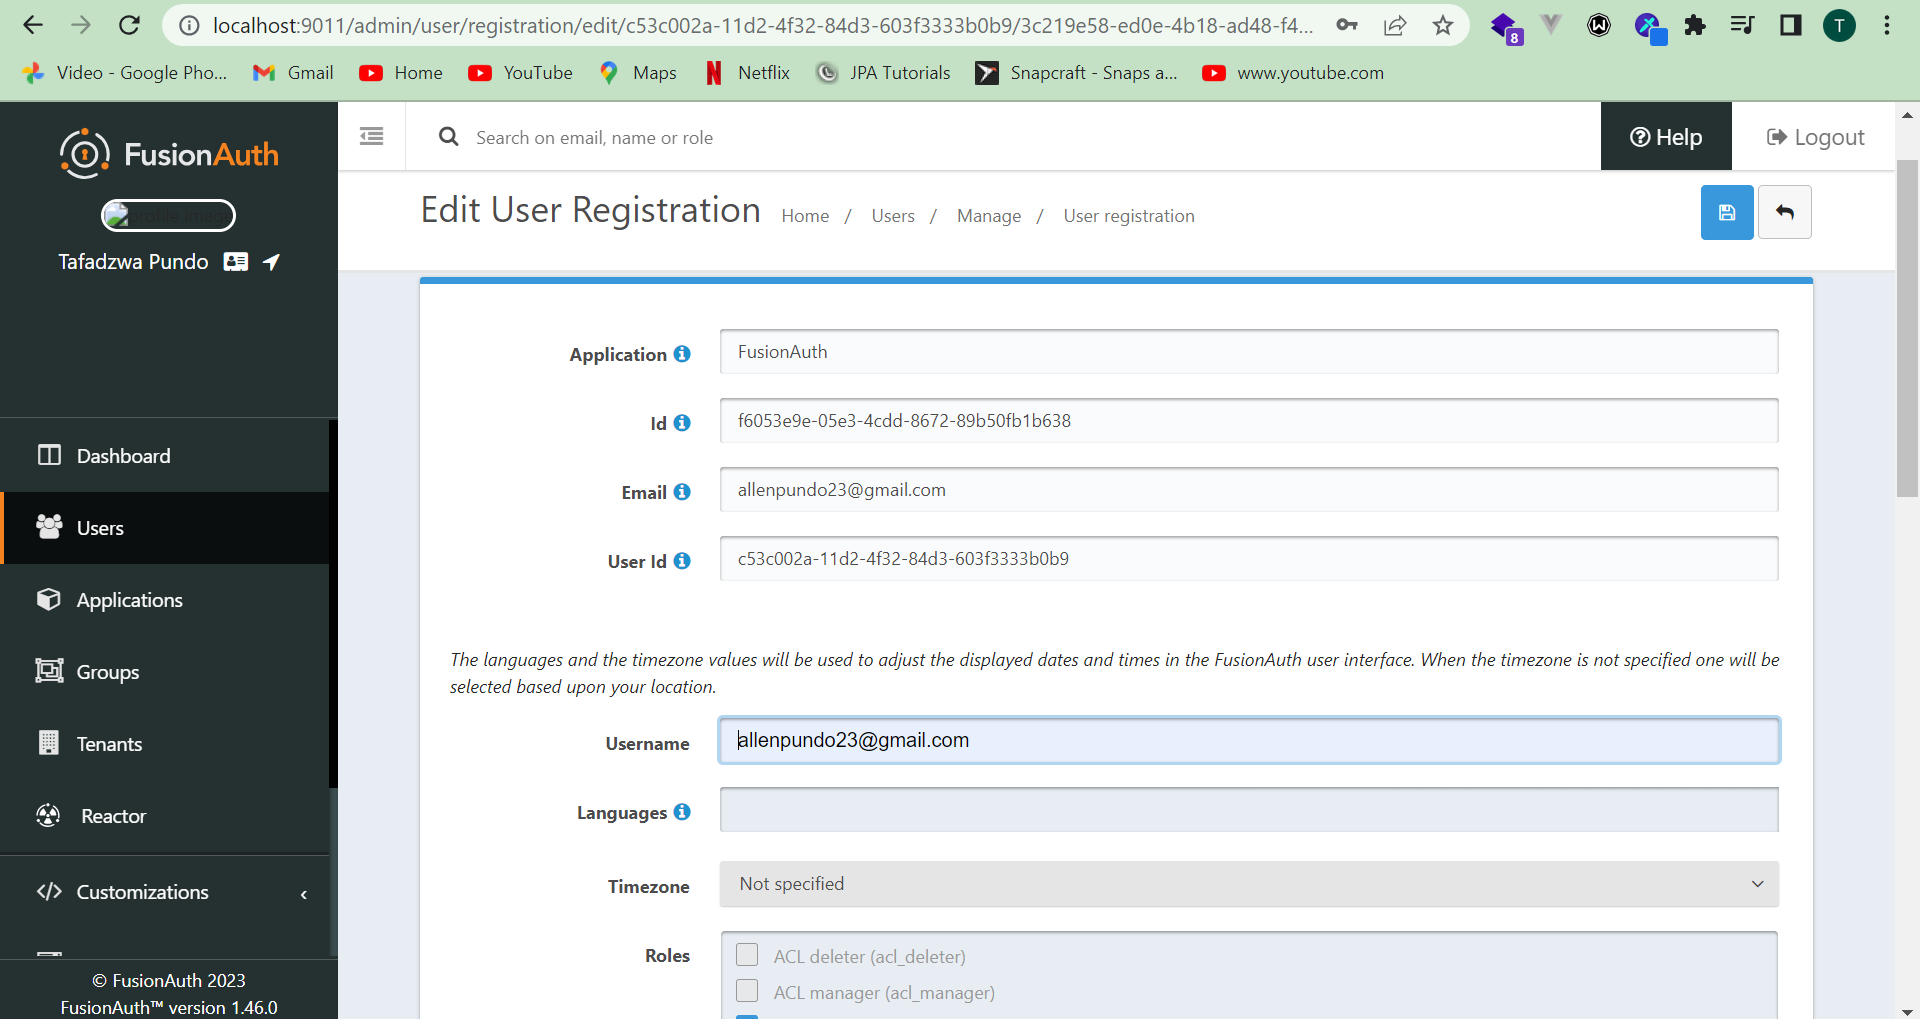 localhost:9011/admin/user/registration/edit/c53c002a-11d2-4f32-84d3-603f3333b0b9/3c219e58-ed0e-4b18-ad48-f4...
8
T
Video - Google Pho...
Gmail
Home
YouTube
Maps
Netflix
JPA Tutorials
Snapcraft - Snaps a...
www.youtube.com
FusionAuth
profile image
Tafadzwa Pundo
Dashboard
Users
Applications
Groups
Tenants
Reactor
Customizations
© FusionAuth 2023
FusionAuth™ version 1.46.0
Search on email, name or role
Help
Logout
Edit User Registration
Home / Users / Manage / User registration
Application
FusionAuth
Id
f6053e9e-05e3-4cdd-8672-89b50fb1b638
Email
allenpundo23@gmail.com
User Id
c53c002a-11d2-4f32-84d3-603f3333b0b9
The languages and the timezone values will be used to adjust the displayed dates and times in the FusionAuth user interface. When the timezone is not specified one will be
selected based upon your location.
Username
allenpundo23@gmail.com
Languages
Timezone
Not specified
Roles
ACL deleter (acl_deleter)
ACL manager (acl_manager)